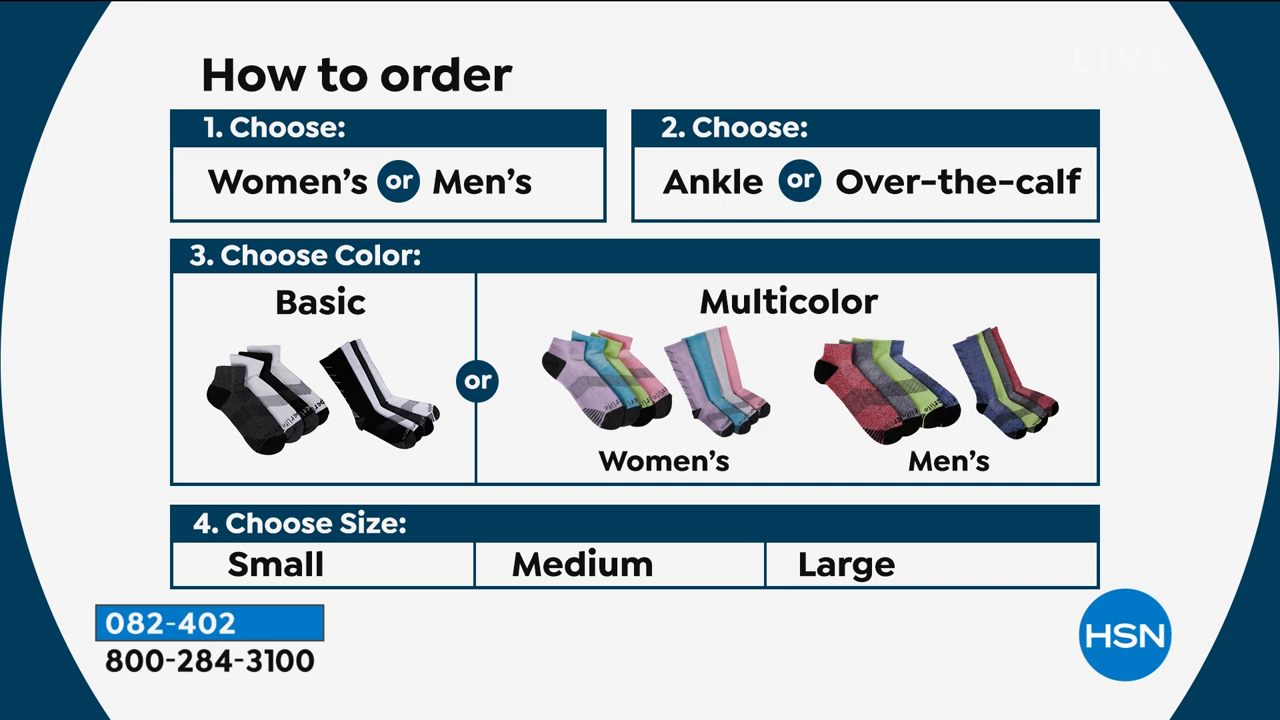 LIVE
How to order
1. Choose:
Women's or Men's
2. Choose:
Ankle or Over-the-calf
3. Choose Color:
Basic
or
Multicolor
Women's
Men's
4. Choose Size:
Small
Medium
Large
082-402
800-284-3100
HSN